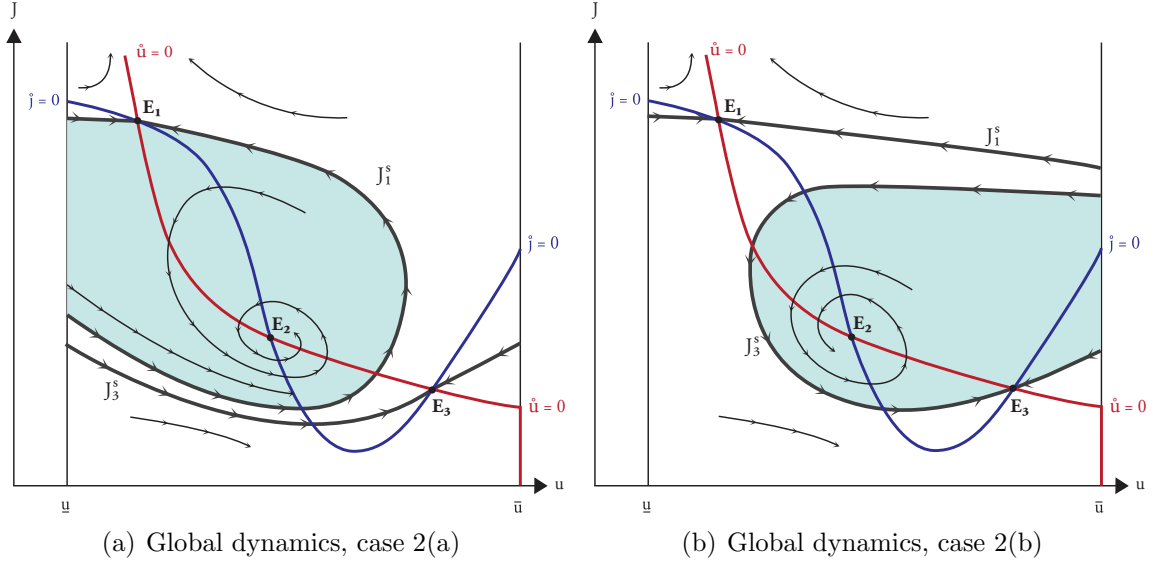 J
ů = 0
j̊ = 0
E₁
J₁ˢ
j̊ = 0
E₂
J₃ˢ
E₃
ů = 0
u
u̲
ū
(a) Global dynamics, case 2(a)
J
ů = 0
j̊ = 0
E₁
J₁ˢ
j̊ = 0
E₂
J₃ˢ
E₃
ů = 0
u
u̲
ū
(b) Global dynamics, case 2(b)